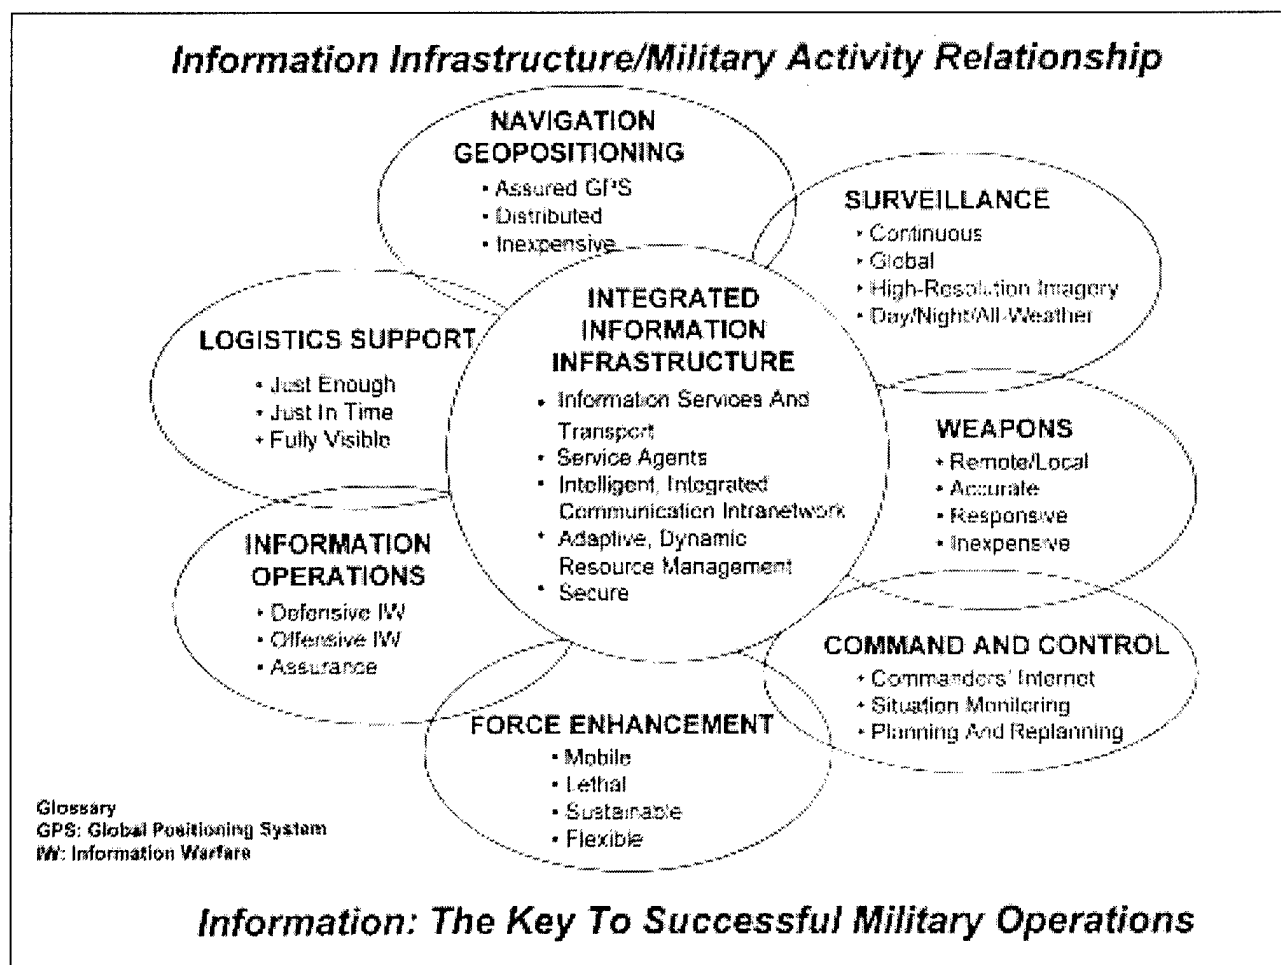 Information Infrastructure/Military Activity Relationship
NAVIGATION
GEOPOSITIONING
• Assured GPS
• Distributed
• Inexpensive
SURVEILLANCE
• Continuous
• Global
• High-Resolution Imagery
• Day/Night/All-Weather
INTEGRATED
INFORMATION
INFRASTRUCTURE
• Information Services And
Transport
• Service Agents
• Intelligent, Integrated
Communication Intranetwork
• Adaptive, Dynamic
Resource Management
• Secure
LOGISTICS SUPPORT
• Just Enough
• Just In Time
• Fully Visible
WEAPONS
• Remote/Local
• Accurate
• Responsive
• Inexpensive
INFORMATION
OPERATIONS
• Defensive IW
• Offensive IW
• Assurance
COMMAND AND CONTROL
• Commanders' Internet
• Situation Monitoring
• Planning And Replanning
FORCE ENHANCEMENT
• Mobile
• Lethal
• Sustainable
• Flexible
Glossary
GPS: Global Positioning System
IW: Information Warfare
Information: The Key To Successful Military Operations